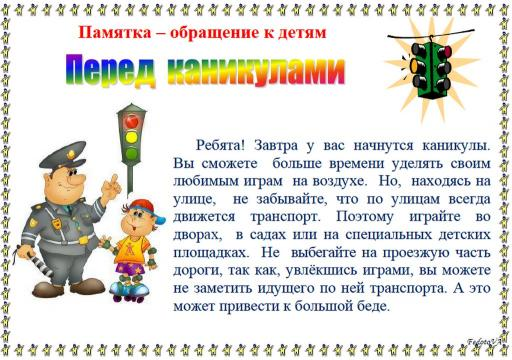 Памятка – обращение к детям
Перед каникулами
Ребята! Завтра у вас начнутся каникулы.
Вы сможете больше времени уделять своим
любимым играм на воздухе. Но, находясь на
улице, не забывайте, что по улицам всегда
движется транспорт. Поэтому играйте во
дворах, в садах или на специальных детских
площадках. Не выбегайте на проезжую часть
дороги, так как, увлёкшись играми, вы можете
не заметить идущего по ней транспорта. А это
может привести к большой беде.
FedotoVA